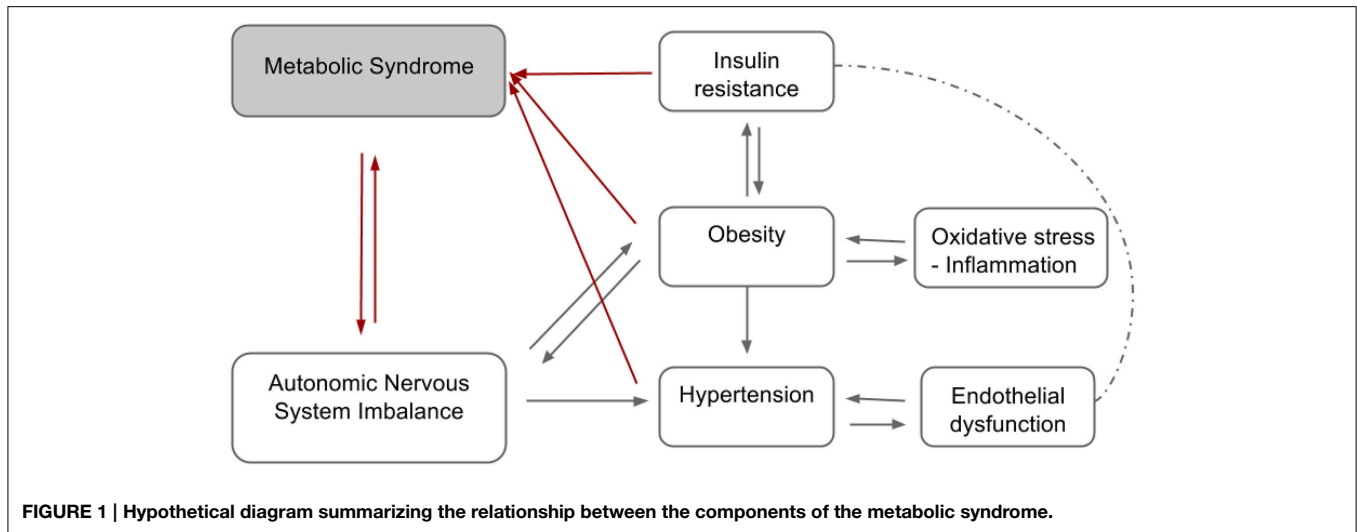 Metabolic Syndrome
Insulin
resistance
Obesity
Oxidative stress
- Inflammation
Autonomic Nervous
System Imbalance
Hypertension
Endothelial
dysfunction
FIGURE 1 | Hypothetical diagram summarizing the relationship between the components of the metabolic syndrome.